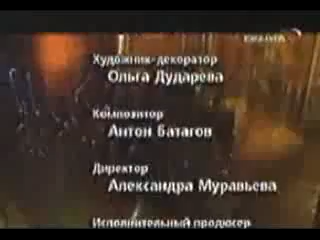 Художник-декоратор
Ольга Дударева
Композитор
Антон Батагов
Директор
Александра Муравьева
Исполнительный продюсер